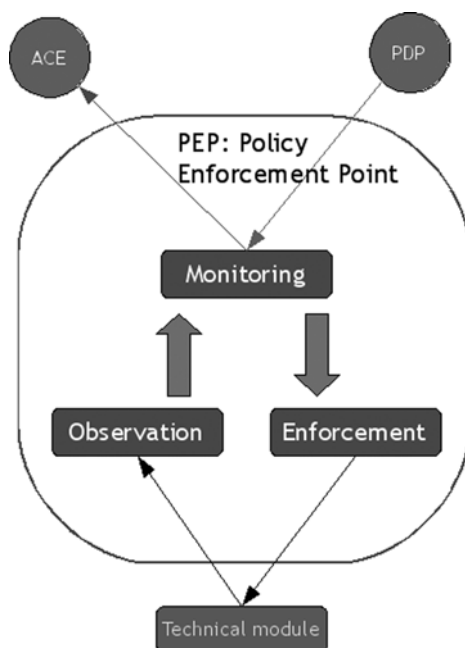 ACE
PDP
PEP: Policy
Enforcement Point
Monitoring
Observation
Enforcement
Technical module